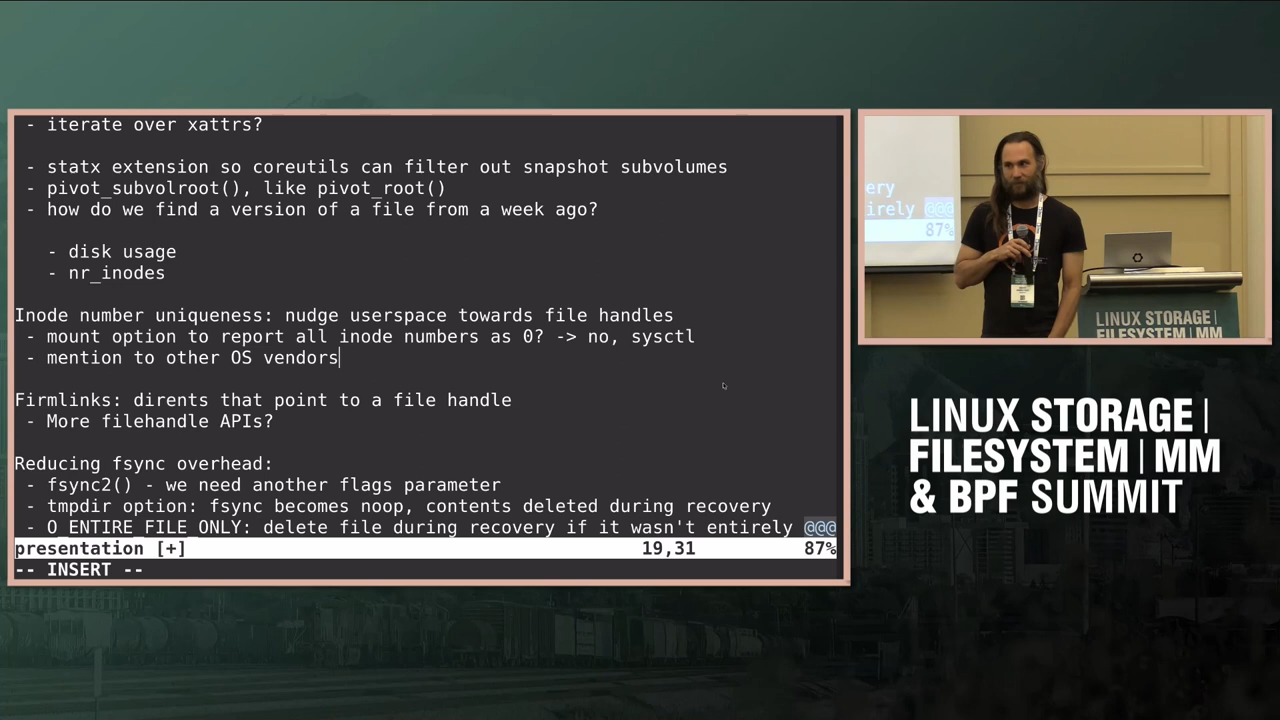 - iterate over xattrs?
- statx extension so coreutils can filter out snapshot subvolumes
- pivot_subvolroot(), like pivot_root()
- how do we find a version of a file from a week ago?
- disk usage
- nr_inodes
Inode number uniqueness: nudge userspace towards file handles
- mount option to report all inode numbers as 0? -> no, sysctl
- mention to other OS vendors
Firmlinks: dirents that point to a file handle
- More filehandle APIs?
Reducing fsync overhead:
- fsync2() - we need another flags parameter
- tmpdir option: fsync becomes noop, contents deleted during recovery
- O_ENTIRE_FILE_ONLY: delete file during recovery if it wasn't entirely @@@
presentation [+] 19,31 87%
-- INSERT --
ery
irely @@@
87%
LINUX STORAGE|
FILESYSTEM|MM
LINUX STORAGE|
FILESYSTEM|MM
& BPF SUMMIT